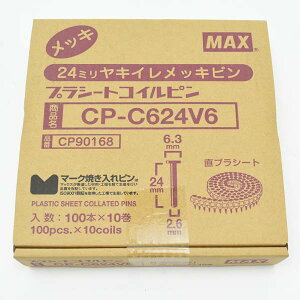 メッキ
MAX
24ミリヤキイレメッキピン
プラシートコイルピン
商品名
CP-C624V6
品番
CP90168
6.3
mm
24
mm
2.6
mm
直プラシート
マーク焼き入れピン
PLASTIC SHEET COLLATED PINS
入数：100本×10巻
100pcs.×10coils